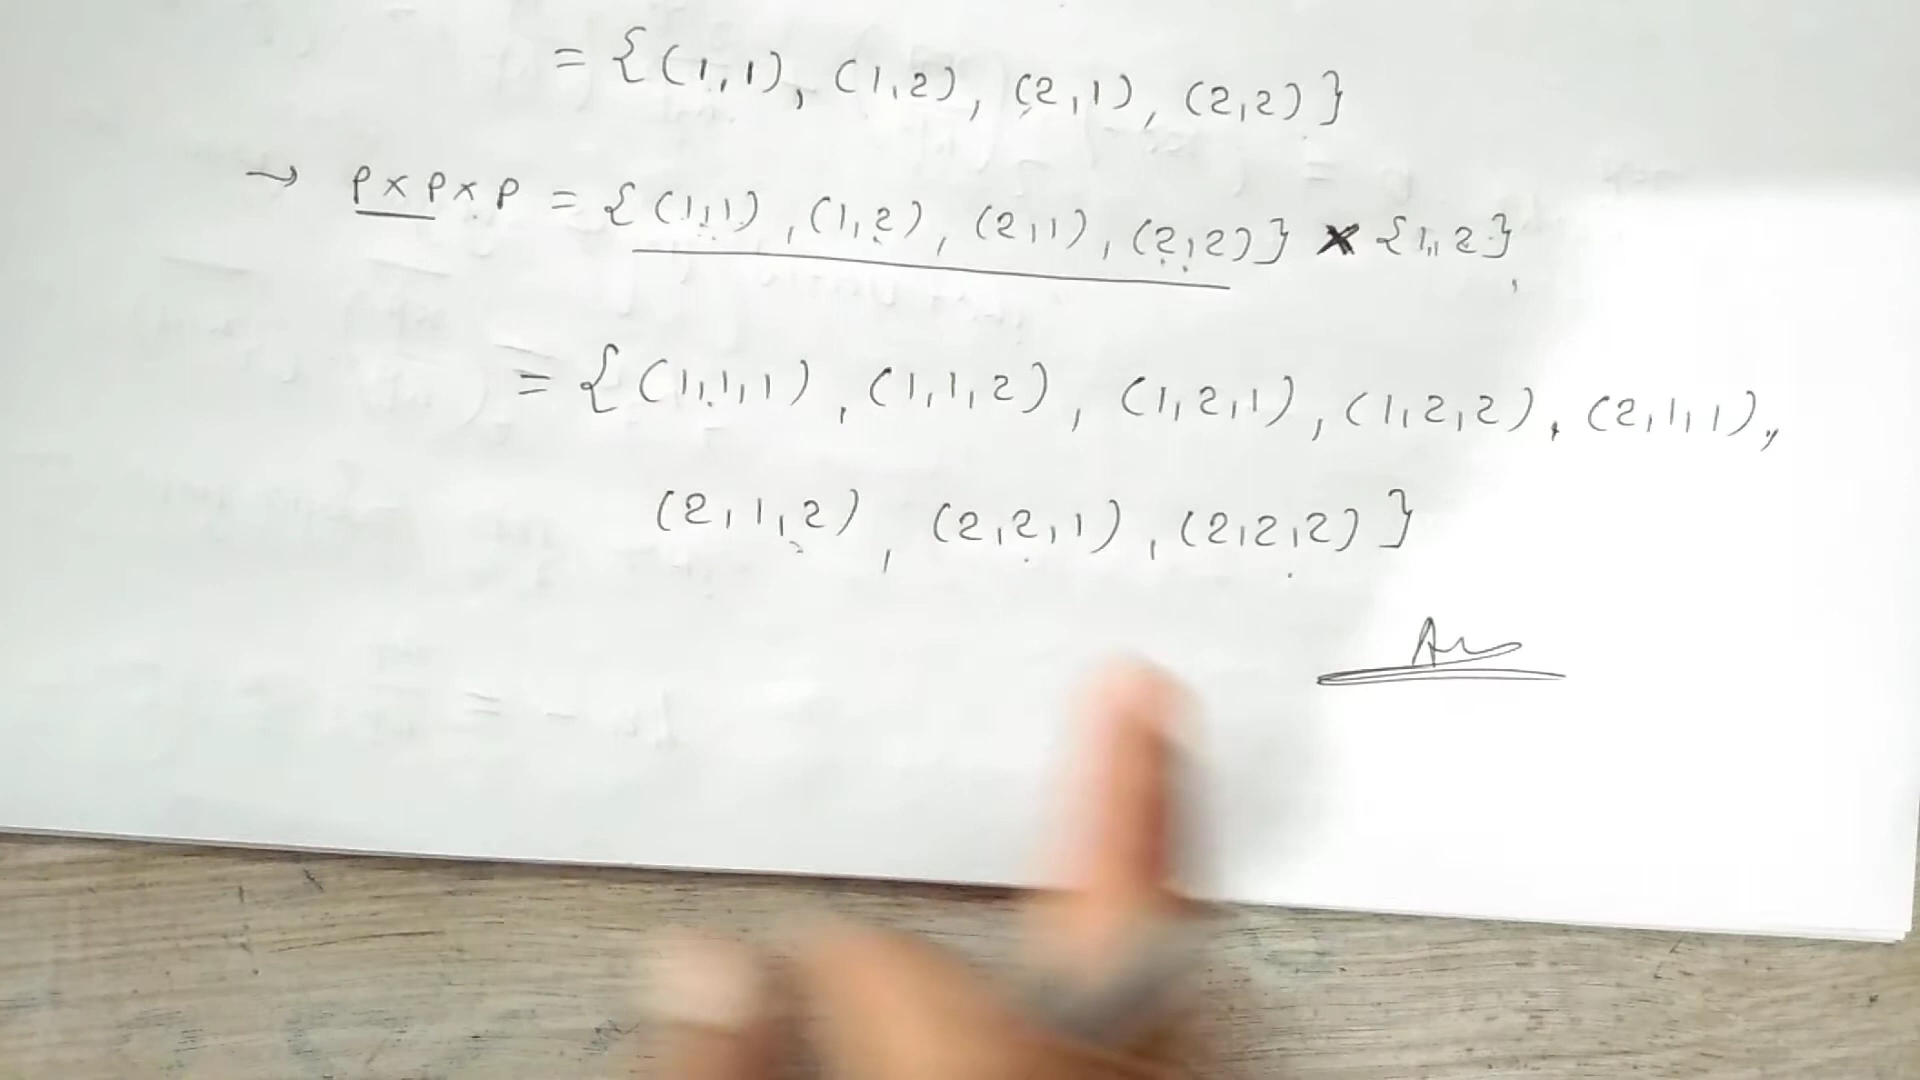 = {(1,1), (1,2), (2,1), (2,2)}
→ P×P×P = {(1,1), (1,2), (2,1), (2,2)} × {1,2}
= {(1,1,1), (1,1,2), (1,2,1), (1,2,2), (2,1,1),
(2,1,2), (2,2,1), (2,2,2)}